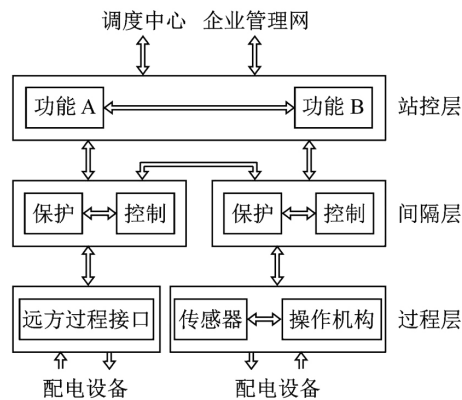 调度中心 企业管理网
功能 A 功能 B 站控层
保护 控制 保护 控制 间隔层
远方过程接口 传感器 操作机构 过程层
配电设备 配电设备